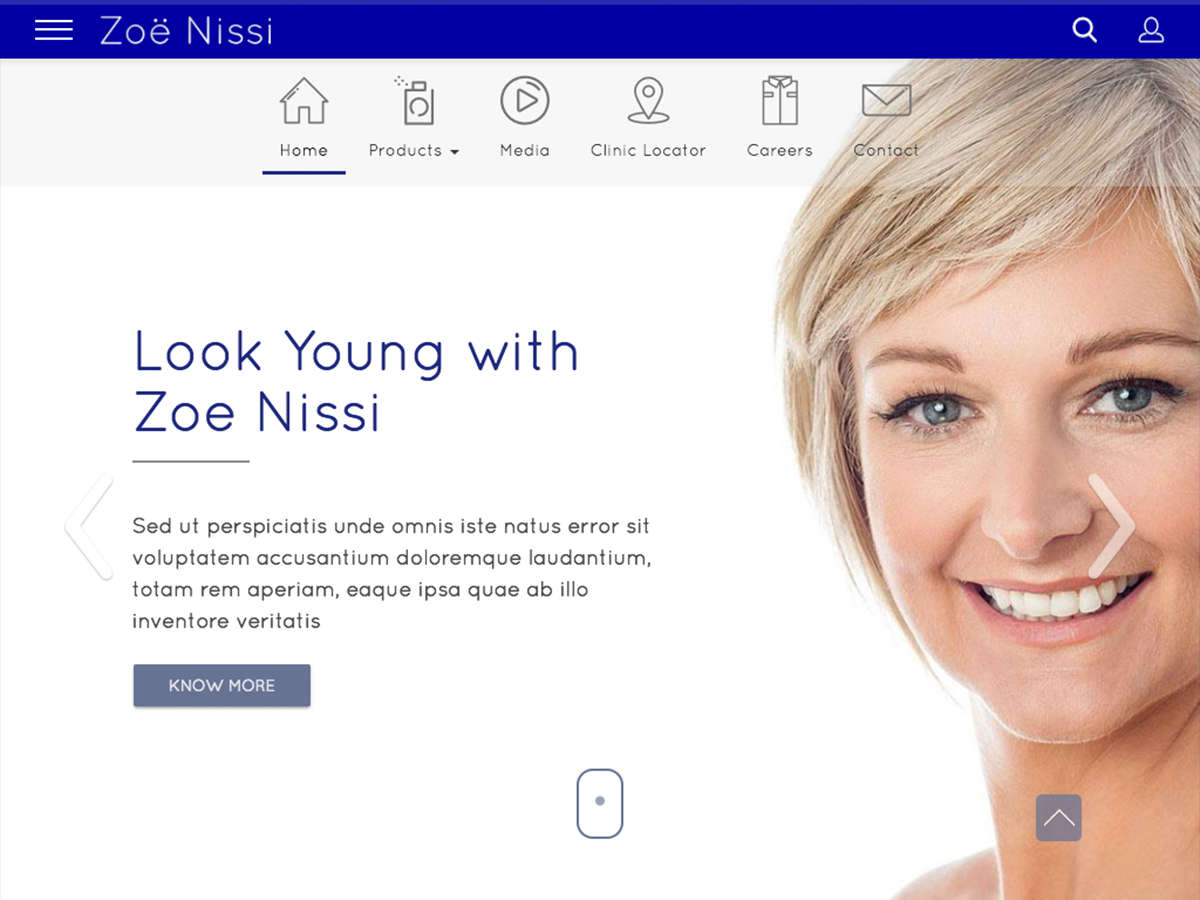 Zoë Nissi
Home
Products
Media
Clinic Locator
Careers
Contact
Look Young with
Zoe Nissi
Sed ut perspiciatis unde omnis iste natus error sit
voluptatem accusantium doloremque laudantium,
totam rem aperiam, eaque ipsa quae ab illo
inventore veritatis
KNOW MORE